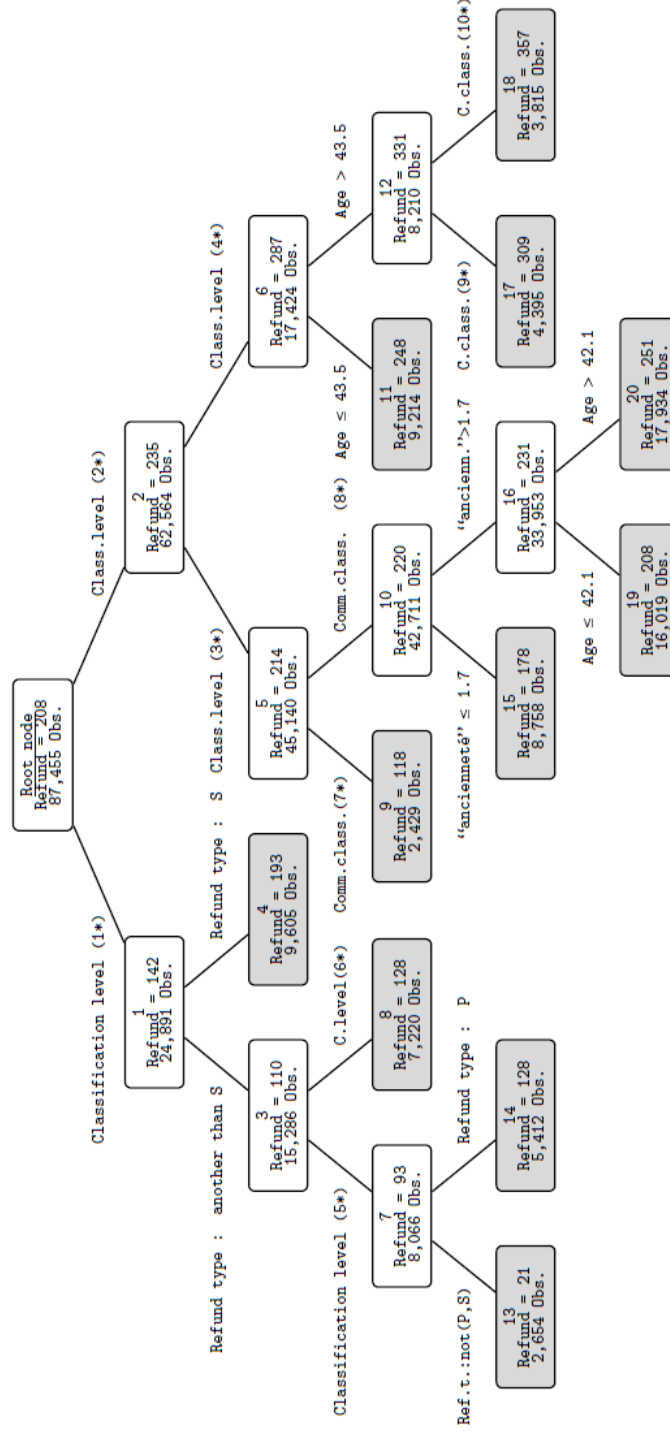 Root node
Refund = 208
87,455 Obs.
Classification level (1*)
Class.level (2*)
1
Refund = 142
24,891 Obs.
2
Refund = 235
62,564 Obs.
Refund type : another than S
Refund type : S
Class.level (3*)
Class.level (4*)
3
Refund = 110
15,286 Obs.
4
Refund = 193
9,605 Obs.
5
Refund = 214
45,140 Obs.
6
Refund = 287
17,424 Obs.
Classification level (5*)
C.level(6*)
Comm.class.(7*)
Comm.class. (8*)
Age ≤ 43.5
Age > 43.5
7
Refund = 93
8,066 Obs.
8
Refund = 128
7,220 Obs.
9
Refund = 118
2,429 Obs.
10
Refund = 220
42,711 Obs.
11
Refund = 248
9,214 Obs.
12
Refund = 331
8,210 Obs.
Ref.t.:not(P,S)
Refund type : P
“ancienneté” ≤ 1.7
“ancienn.”>1.7
C.class.(9*)
C.class.(10*)
13
Refund = 21
2,654 Obs.
14
Refund = 128
5,412 Obs.
15
Refund = 178
8,758 Obs.
16
Refund = 231
33,953 Obs.
17
Refund = 309
4,395 Obs.
18
Refund = 357
3,815 Obs.
Age ≤ 42.1
Age > 42.1
19
Refund = 208
16,019 Obs.
20
Refund = 251
17,934 Obs.